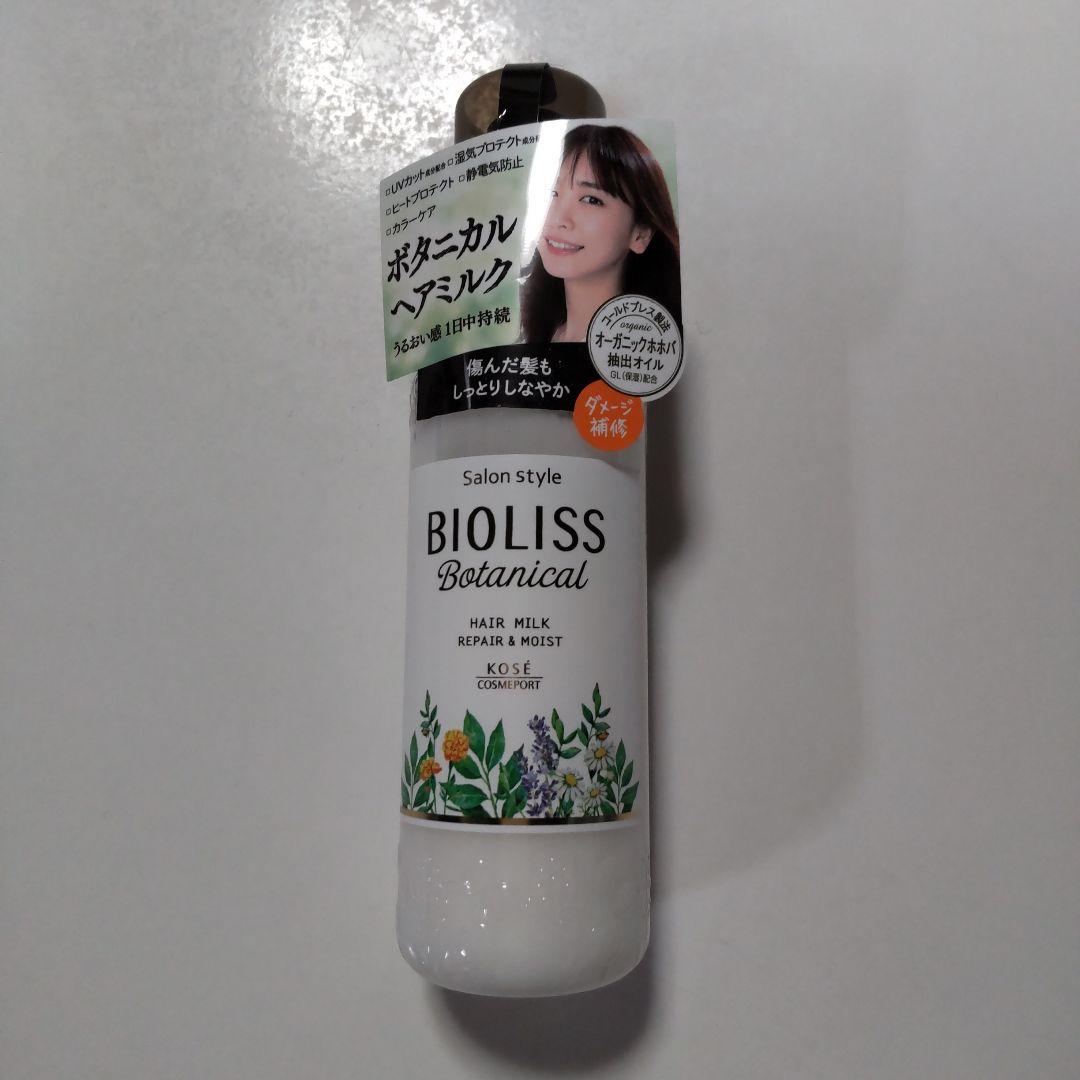 □UVカット成分配合 □湿気プロテクト成分
□ヒートプロテクト □静電気防止
□カラーケア
ボタニカル
ヘアミルク
うるおい感 1日中持続
コールドプレス製法
organic
オーガニックホホバ
抽出オイル
GL(保湿)配合
傷んだ髪も
しっとりしなやか
ダメージ
補修
Salon style
BIOLISS
Botanical
HAIR MILK
REPAIR & MOIST
KOSÉ
COSMEPORT